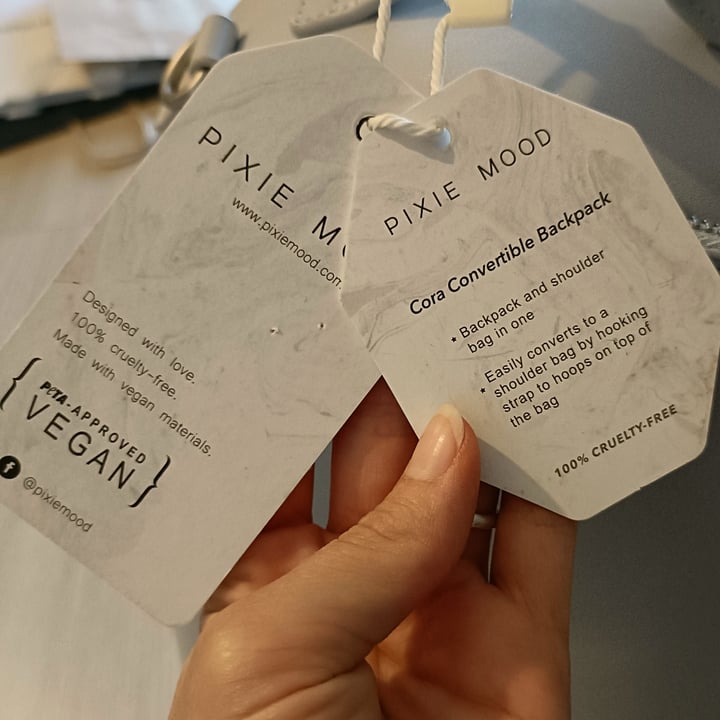 PIXIE M
www.pixiemood.com
Designed with love.
100% cruelty-free.
Made with vegan materials.
{ PETA-APPROVED
VEGAN }
f @pixiemood
PIXIE MOOD
Cora Convertible Backpack
• Backpack and shoulder
bag in one
• Easily converts to a
shoulder bag by hooking
strap to hoops on top of
the bag
100% CRUELTY-FREE